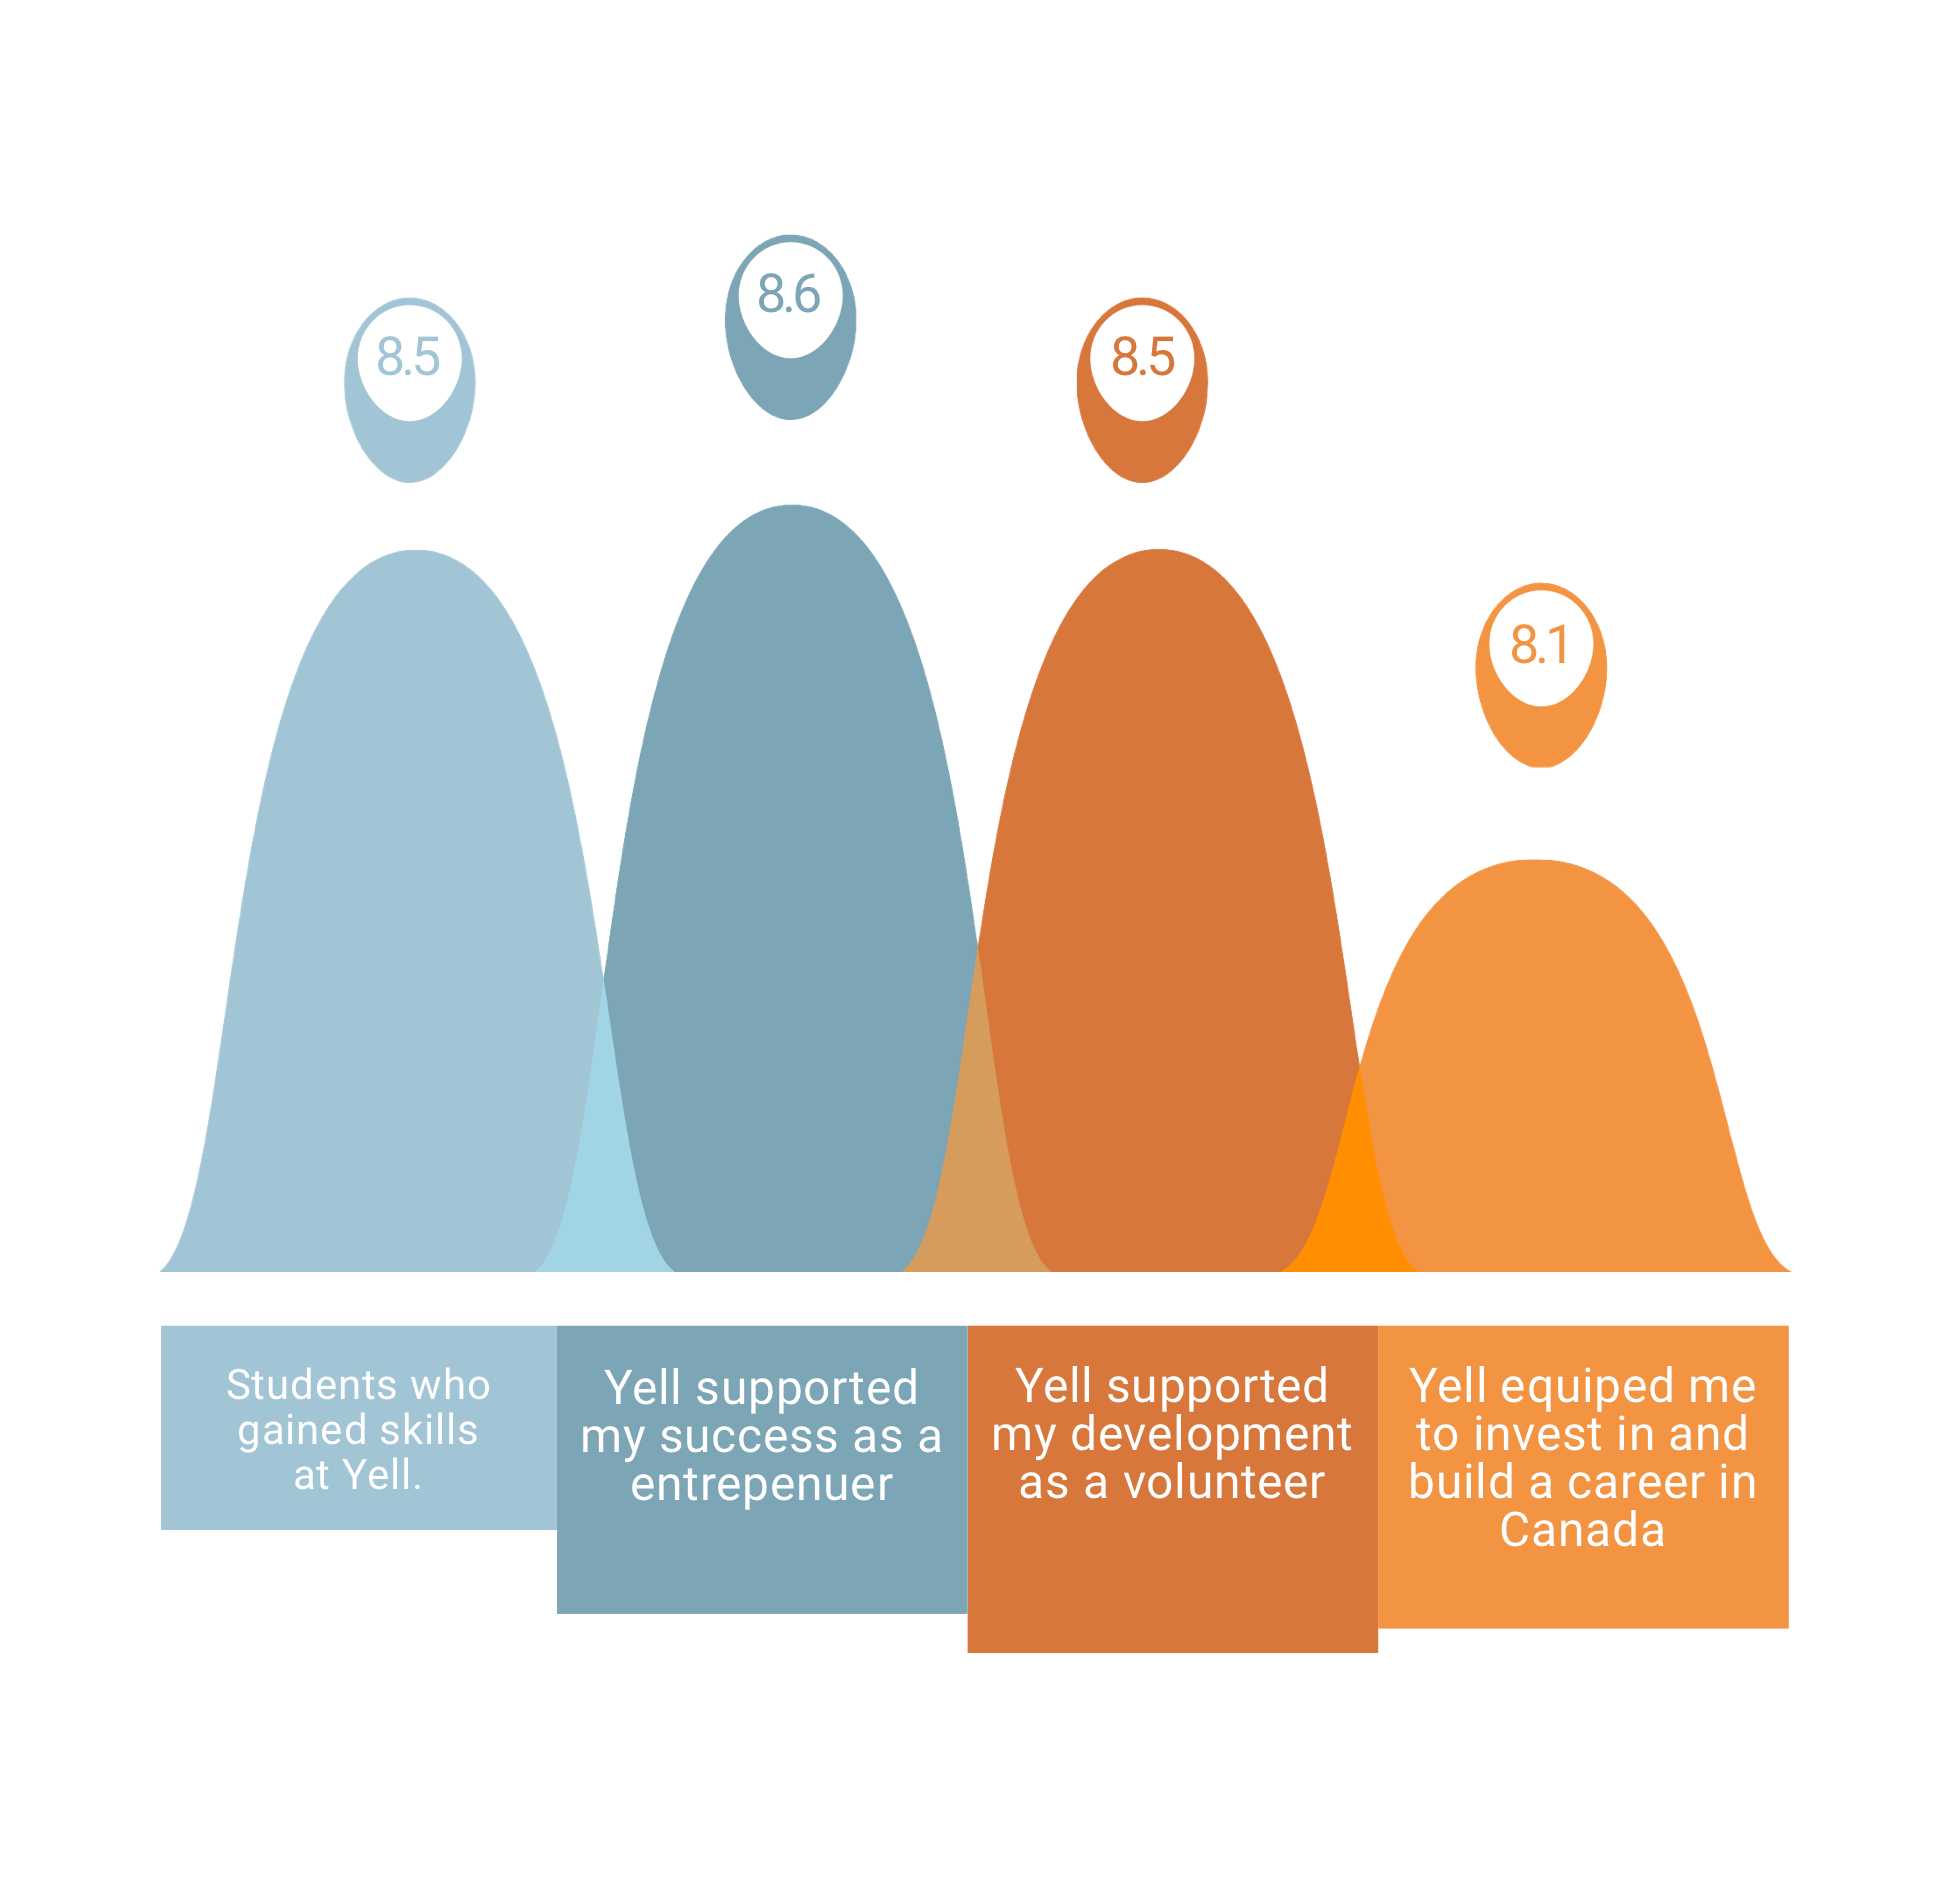 8.5
8.6
8.5
8.1
Students who
gained skills
at Yell.
Yell supported
my success as a
entrepenuer
Yell supported
my development
as a volunteer
Yell equiped me
to invest in and
build a career in
Canada